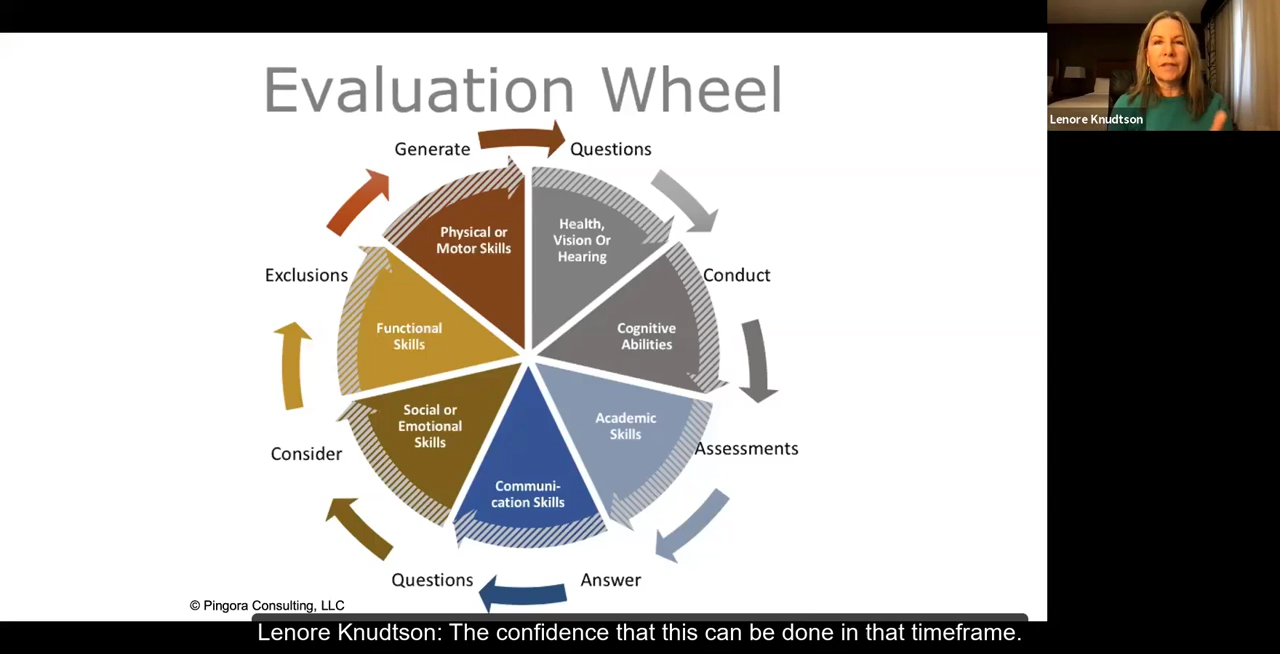 Evaluation Wheel
Lenore Knudtson
Generate
Questions
Conduct
Assessments
Answer
Questions
Consider
Exclusions
Physical or
Motor Skills
Health,
Vision Or
Hearing
Cognitive
Abilities
Academic
Skills
Communi-
cation Skills
Social or
Emotional
Skills
Functional
Skills
© Pingora Consulting, LLC
Lenore Knudtson: The confidence that this can be done in that timeframe.